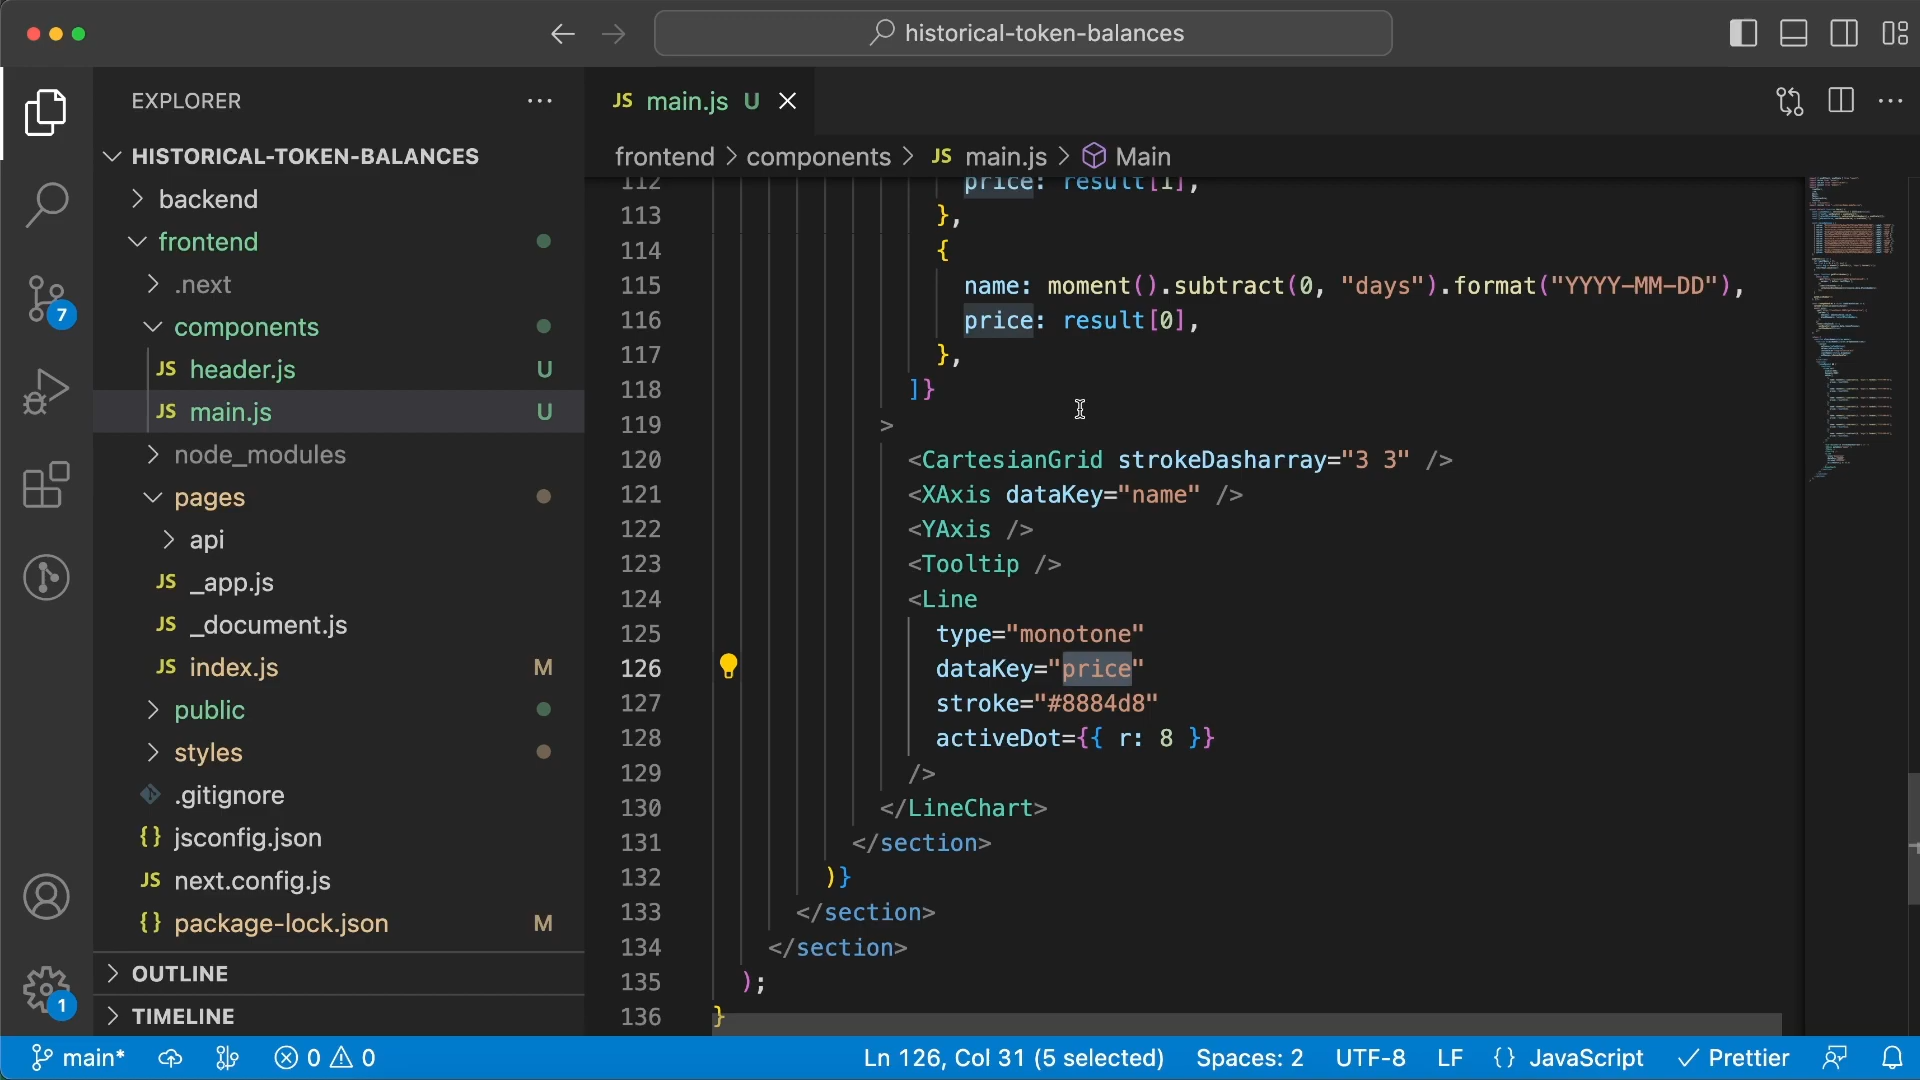 historical-token-balances
EXPLORER
HISTORICAL-TOKEN-BALANCES
backend
frontend
.next
components
JS header.js U
JS main.js U
node_modules
pages
api
JS _app.js
JS _document.js
JS index.js M
public
styles
.gitignore
{} jsconfig.json
JS next.config.js
{} package-lock.json M
OUTLINE
TIMELINE
7
1
JS main.js U
frontend > components > JS main.js > Main
112 price: result[1],
113 },
114 {
115 name: moment().subtract(0, "days").format("YYYY-MM-DD"),
116 price: result[0],
117 },
118 ]}
119 >
120 <CartesianGrid strokeDasharray="3 3" />
121 <XAxis dataKey="name" />
122 <YAxis />
123 <Tooltip />
124 <Line
125 type="monotone"
126 dataKey="price"
127 stroke="#8884d8"
128 activeDot={{ r: 8 }}
129 />
130 </LineChart>
131 </section>
132 )}
133 </section>
134 </section>
135 );
136 }
main* 0 0 Ln 126, Col 31 (5 selected) Spaces: 2 UTF-8 LF {} JavaScript Prettier